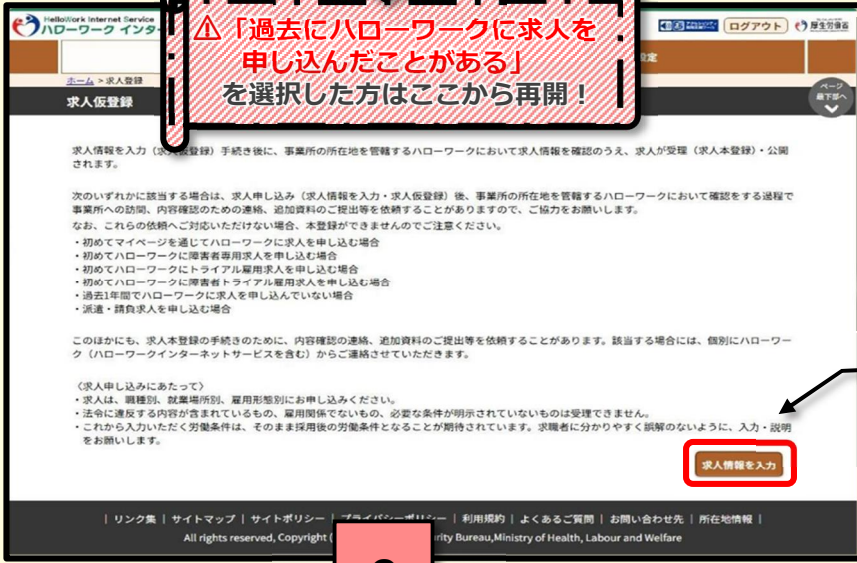 HelloWork Internet Service
ハローワーク インター
⚠「過去にハローワークに求人を
申し込んだことがある」
を選択した方はここから再開！
ログアウト
厚生労働省
設定
ホーム > 求人登録
求人仮登録
ページ
最下部へ
求人情報を入力（求人仮登録）手続き後に、事業所の所在地を管轄するハローワークにおいて求人情報を確認のうえ、求人が受理（求人本登録）・公開
されます。
次のいずれかに該当する場合は、求人申し込み（求人情報を入力・求人仮登録）後、事業所の所在地を管轄するハローワークにおいて確認をする過程で
事業所への訪問、内容確認のための連絡、追加資料のご提出等を依頼することがありますので、ご協力をお願いします。
なお、これらの依頼へご対応いただけない場合、本登録ができませんのでご注意ください。
・初めてマイページを通じてハローワークに求人を申し込む場合
・初めてハローワークに障害者専用求人を申し込む場合
・初めてハローワークにトライアル雇用求人を申し込む場合
・初めてハローワークに障害者トライアル雇用求人を申し込む場合
・過去1年間でハローワークに求人を申し込んでいない場合
・派遣・請負求人を申し込む場合
このほかにも、求人本登録の手続きのために、内容確認の連絡、追加資料のご提出等を依頼することがあります。該当する場合には、個別にハローワー
ク（ハローワークインターネットサービスを含む）からご連絡させていただきます。
〈求人申し込みにあたって〉
・求人は、職種別、就業場所別、雇用形態別にお申し込みください。
・法令に違反する内容が含まれているもの、雇用関係でないもの、必要な条件が明示されていないものは受理できません。
・これから入力いただく労働条件は、そのまま採用後の労働条件となることが期待されています。求職者に分かりやすく誤解のないように、入力・説明
をお願いします。
求人情報を入力
| リンク集 | サイトマップ | サイトポリシー | プライバシーポリシー | 利用規約 | よくあるご質問 | お問い合わせ先 | 所在地情報 |
All rights reserved, Copyright ( rity Bureau,Ministry of Health, Labour and Welfare